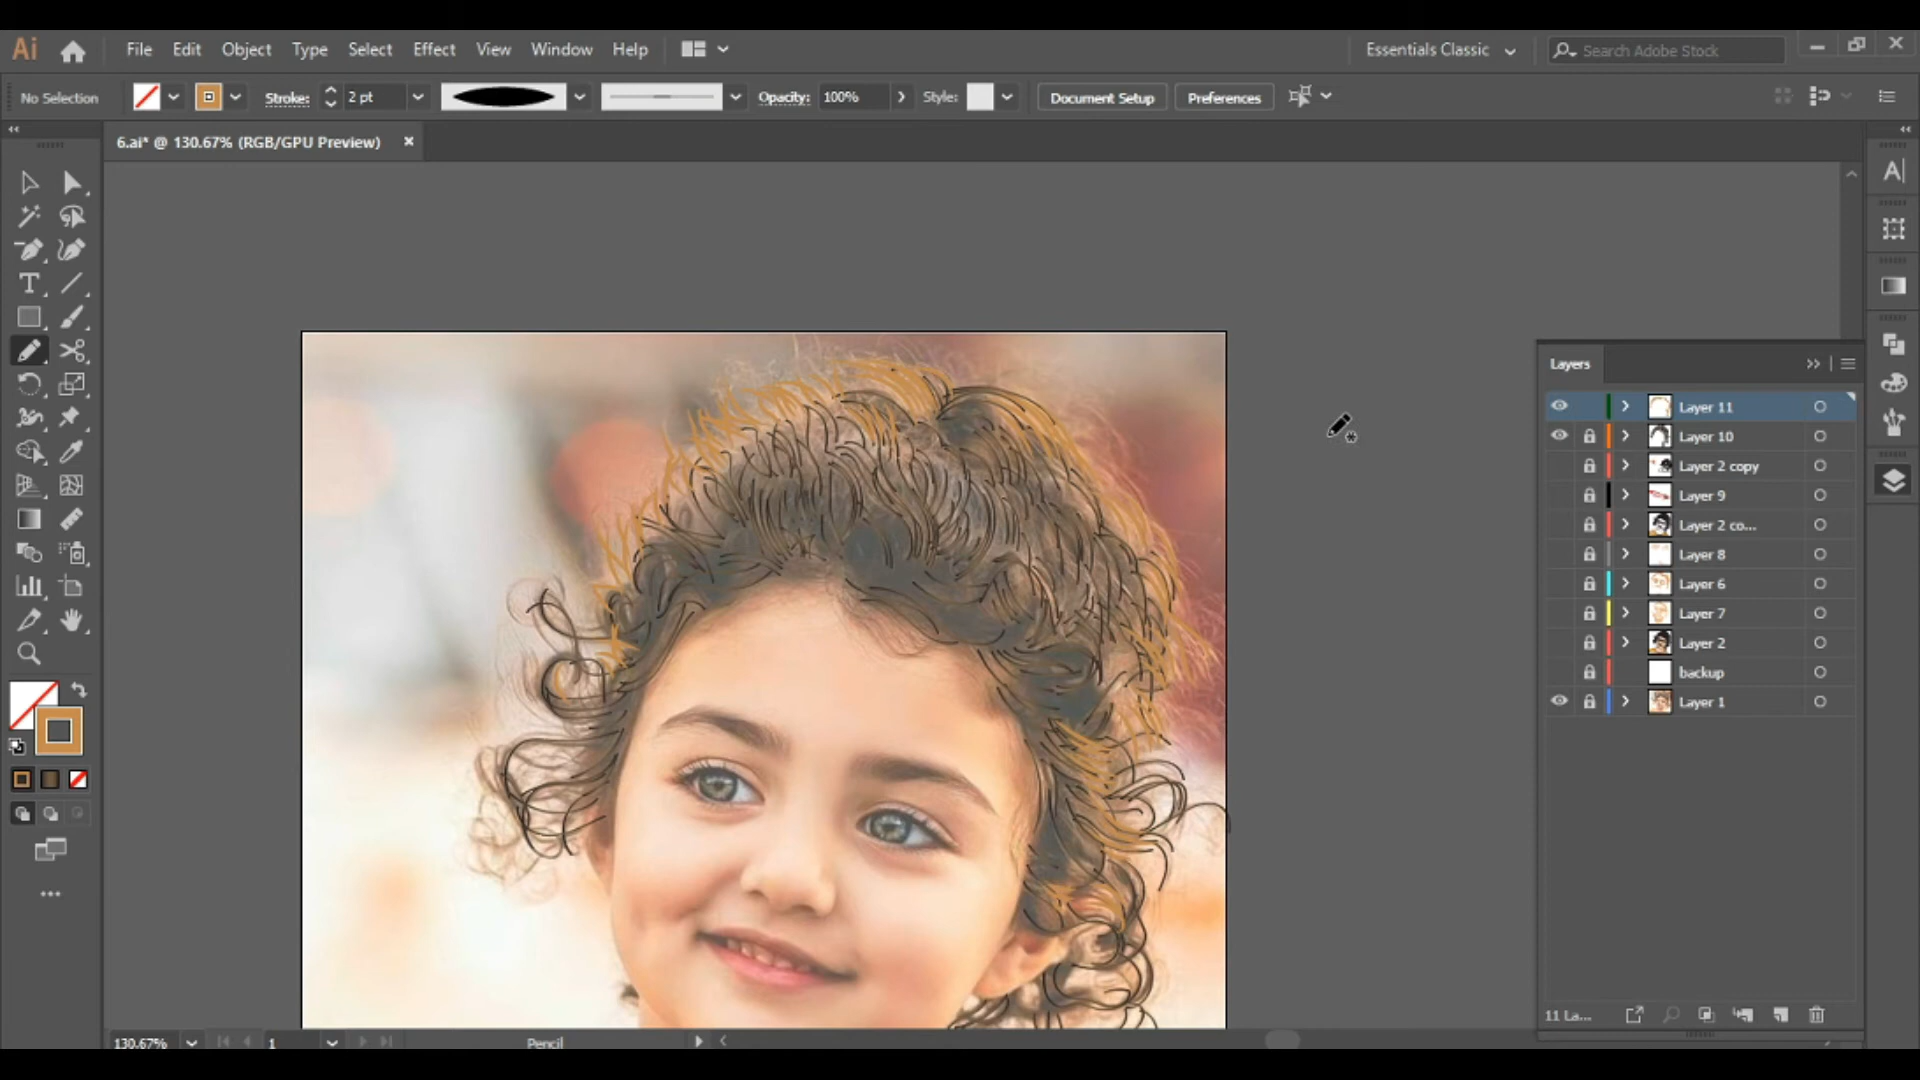 Ai File Edit Object Type Select Effect View Window Help Essentials Classic Search Adobe Stock
No Selection Stroke: 2 pt Opacity: 100% Style: Document Setup Preferences
6.ai* @ 130.67% (RGB/GPU Preview)
Layers
Layer 11
Layer 10
Layer 2 copy
Layer 9
Layer 2 co...
Layer 8
Layer 6
Layer 7
Layer 2
backup
Layer 1
11 La...
130.67% 1 Pencil